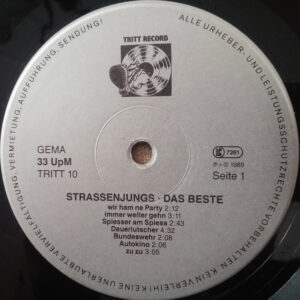 TRITT RECORD
GEMA
33 UpM
TRITT 10
7261
℗ + © 1989
Seite 1
STRASSENJUNGS - DAS BESTE
wir ham ne Party 2:12
immer weiter gehn 3:11
Spiesser am Spiess 2:43
Dauerlutscher 4:32
Bundeswehr 2:08
Autokino 2:06
zu zu 3:05
ALLE URHEBER- UND LEISTUNGSSCHUTZRECHTE VORBEHALTEN. KEIN VERLEIH! KEINE UNERLAUBTE VERVIELFÄLTIGUNG, VERMIETUNG, AUFFÜHRUNG, SENDUNG!